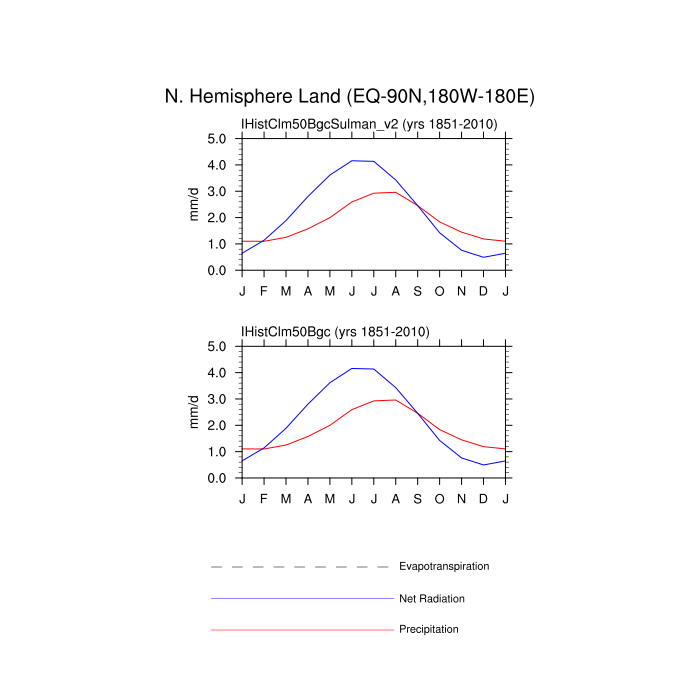 N. Hemisphere Land (EQ-90N,180W-180E)
IHistClm50BgcSulman_v2 (yrs 1851-2010)
5.0
4.0
3.0
2.0
1.0
0.0
mm/d
J F M A M J J A S O N D J
IHistClm50Bgc (yrs 1851-2010)
5.0
4.0
3.0
2.0
1.0
0.0
mm/d
J F M A M J J A S O N D J
Evapotranspiration
Net Radiation
Precipitation